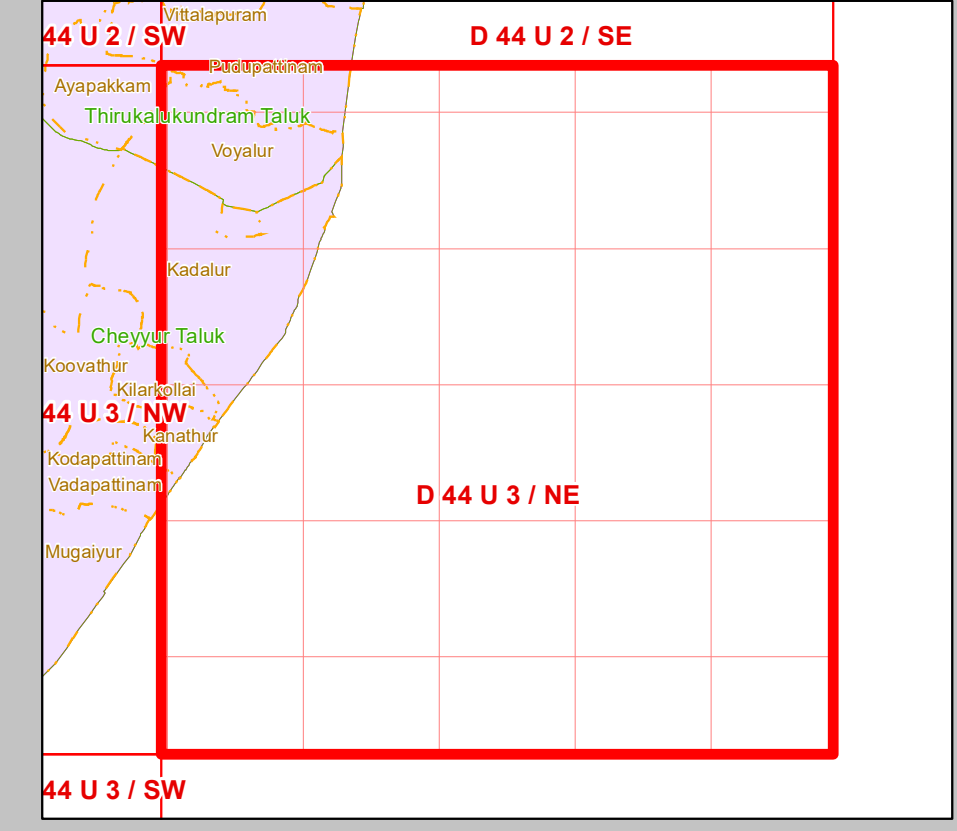 Vittalapuram
44 U 2 / SW
D 44 U 2 / SE
Pudupattinam
Ayapakkam
Thirukalukundram Taluk
Voyalur
Kadalur
Cheyyur Taluk
Koovathur
Kilarkollai
44 U 3 / NW
Kanathur
Kodapattinam
Vadapattinam
D 44 U 3 / NE
Mugaiyur
44 U 3 / SW